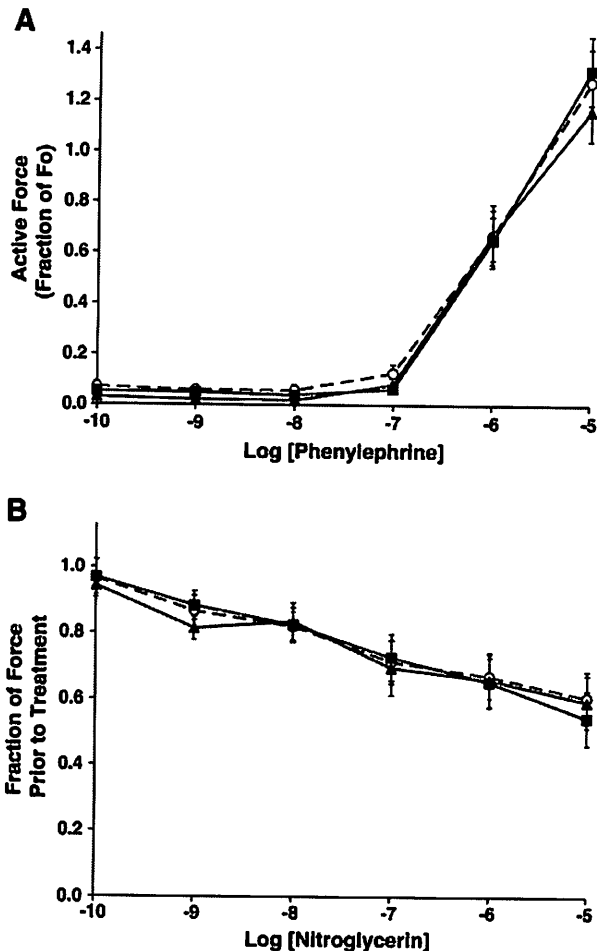 A
Active Force
(Fraction of Fo)
1.4
1.2
1.0
0.8
0.6
0.4
0.2
0.0
-10 -9 -8 -7 -6 -5
Log [Phenylephrine]
B
Fraction of Force
Prior to Treatment
1.0
0.8
0.6
0.4
0.2
0.0
-10 -9 -8 -7 -6 -5
Log [Nitroglycerin]